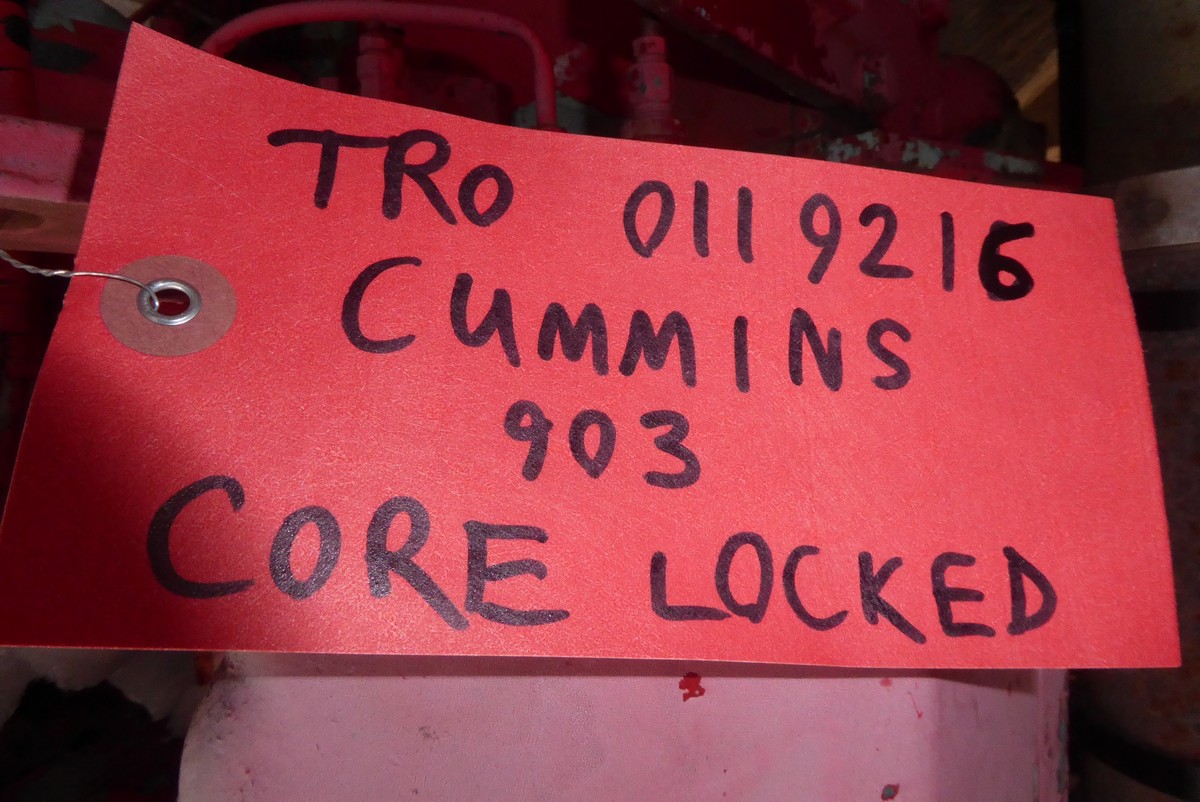 TRO 0119216
CUMMINS
903
CORE LOCKED